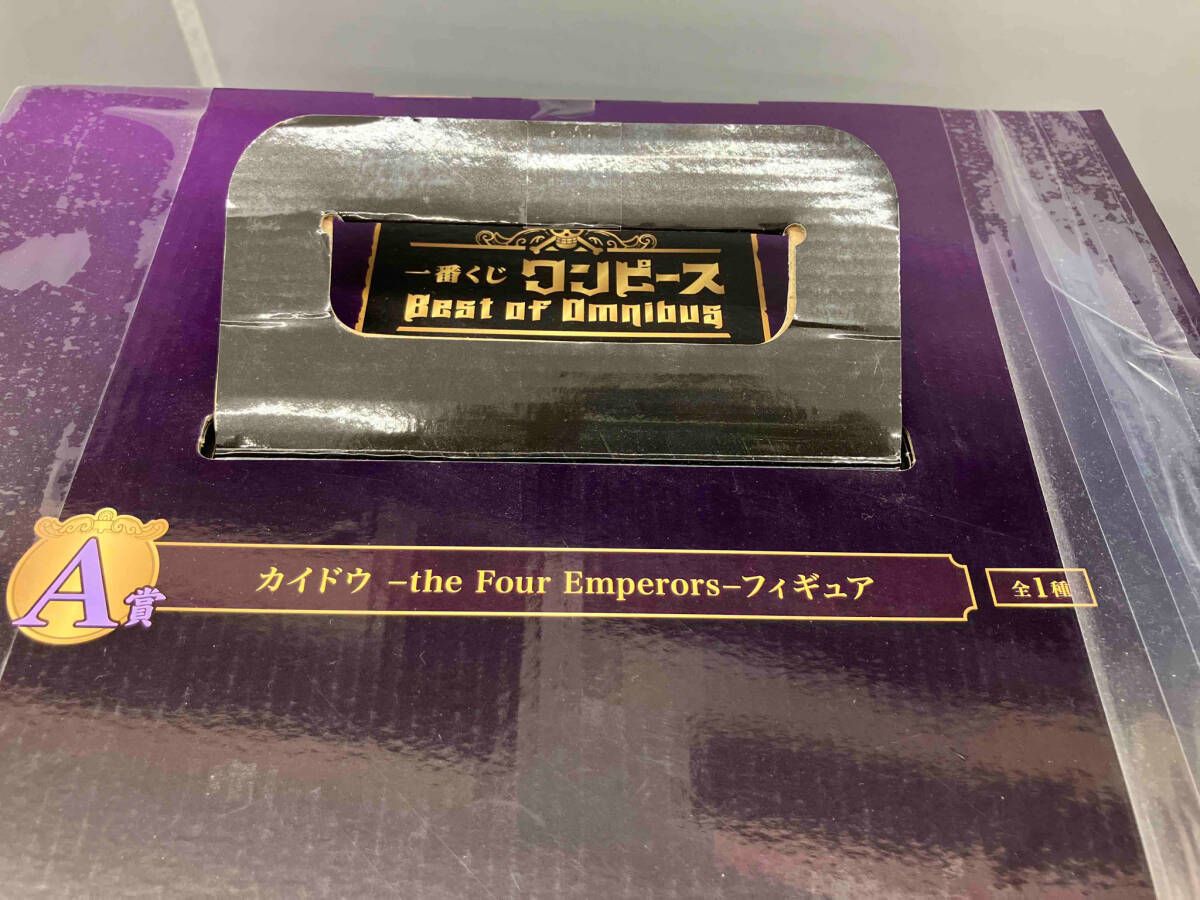 一番くじ ワンピース
Best of Omnibus
A賞
カイドウ –the Four Emperors–フィギュア
全1種